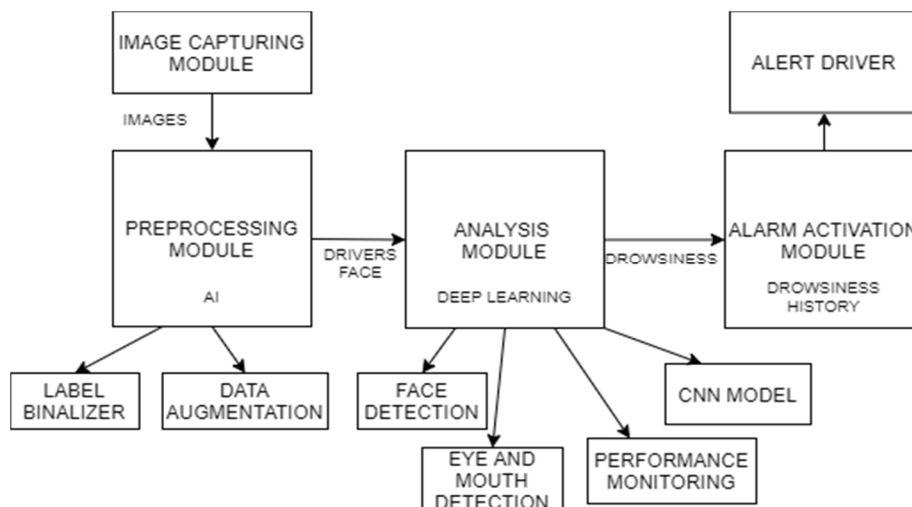 IMAGE CAPTURING
MODULE
ALERT DRIVER
IMAGES
PREPROCESSING
MODULE
AI
DRIVERS
FACE
ANALYSIS
MODULE
DEEP LEARNING
DROWSINESS
ALARM ACTIVATION
MODULE
DROWSINESS
HISTORY
LABEL
BINALIZER
DATA
AUGMENTATION
FACE
DETECTION
CNN MODEL
EYE AND
MOUTH
DETECTION
PERFORMANCE
MONITORING